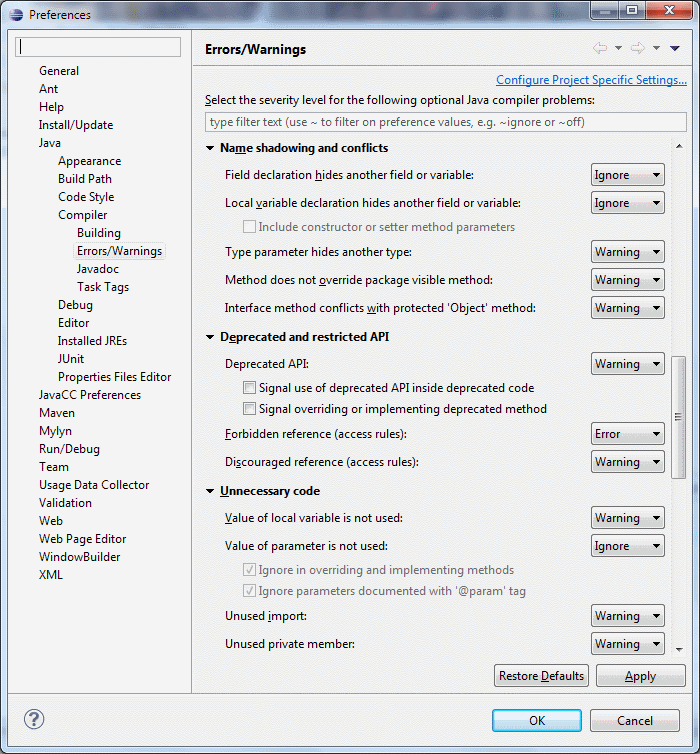 Preferences
General
Ant
Help
Install/Update
Java
Appearance
Build Path
Code Style
Compiler
Building
Errors/Warnings
Javadoc
Task Tags
Debug
Editor
Installed JREs
JUnit
Properties Files Editor
JavaCC Preferences
Maven
Mylyn
Run/Debug
Team
Usage Data Collector
Validation
Web
Web Page Editor
WindowBuilder
XML
Errors/Warnings
Configure Project Specific Settings...
Select the severity level for the following optional Java compiler problems:
type filter text (use ~ to filter on preference values, e.g. ~ignore or ~off)
Name shadowing and conflicts
Field declaration hides another field or variable: Ignore
Local variable declaration hides another field or variable: Ignore
Include constructor or setter method parameters
Type parameter hides another type: Warning
Method does not override package visible method: Warning
Interface method conflicts with protected 'Object' method: Warning
Deprecated and restricted API
Deprecated API: Warning
Signal use of deprecated API inside deprecated code
Signal overriding or implementing deprecated method
Forbidden reference (access rules): Error
Discouraged reference (access rules): Warning
Unnecessary code
Value of local variable is not used: Warning
Value of parameter is not used: Ignore
Ignore in overriding and implementing methods
Ignore parameters documented with '@param' tag
Unused import: Warning
Unused private member: Warning
Restore Defaults Apply
? OK Cancel